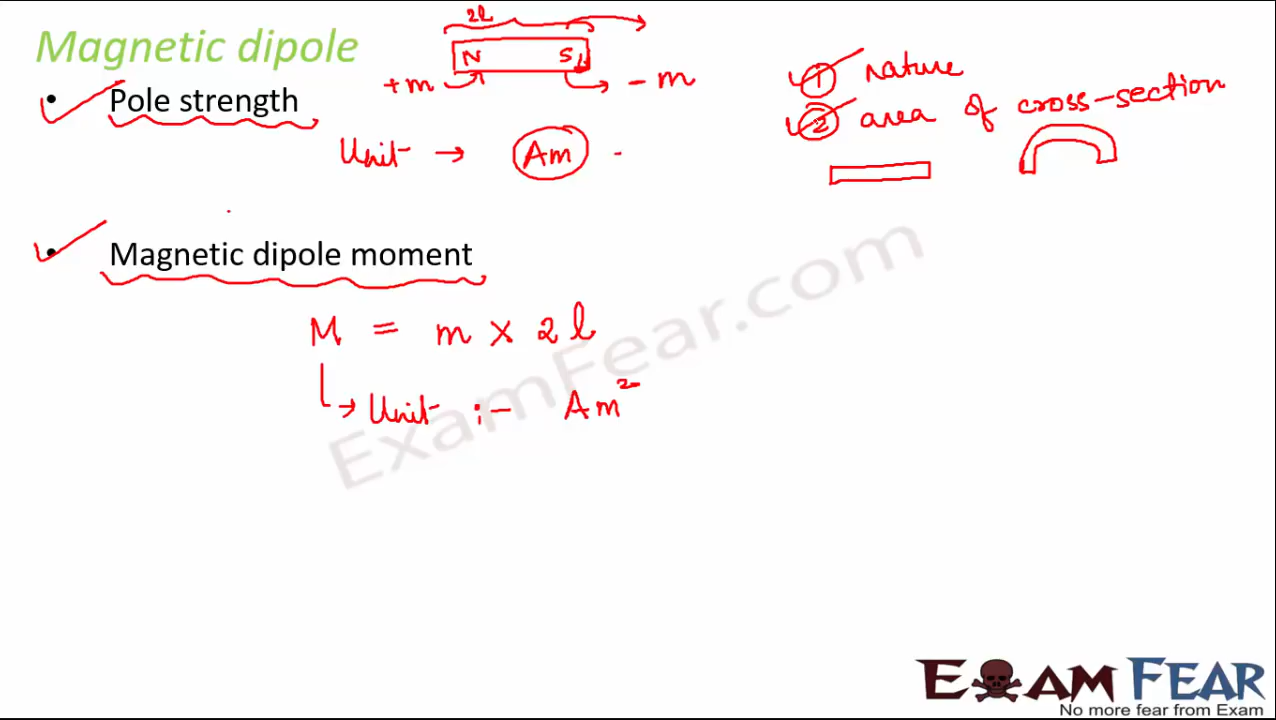 Magnetic dipole
2l
N S
+m - m
• Pole strength
Unit → Am -
1 nature
2 area of cross-section
• Magnetic dipole moment
M = m × 2l
↳ Unit :- Am²
ExamFear.com
EXAM FEAR
No more fear from Exam